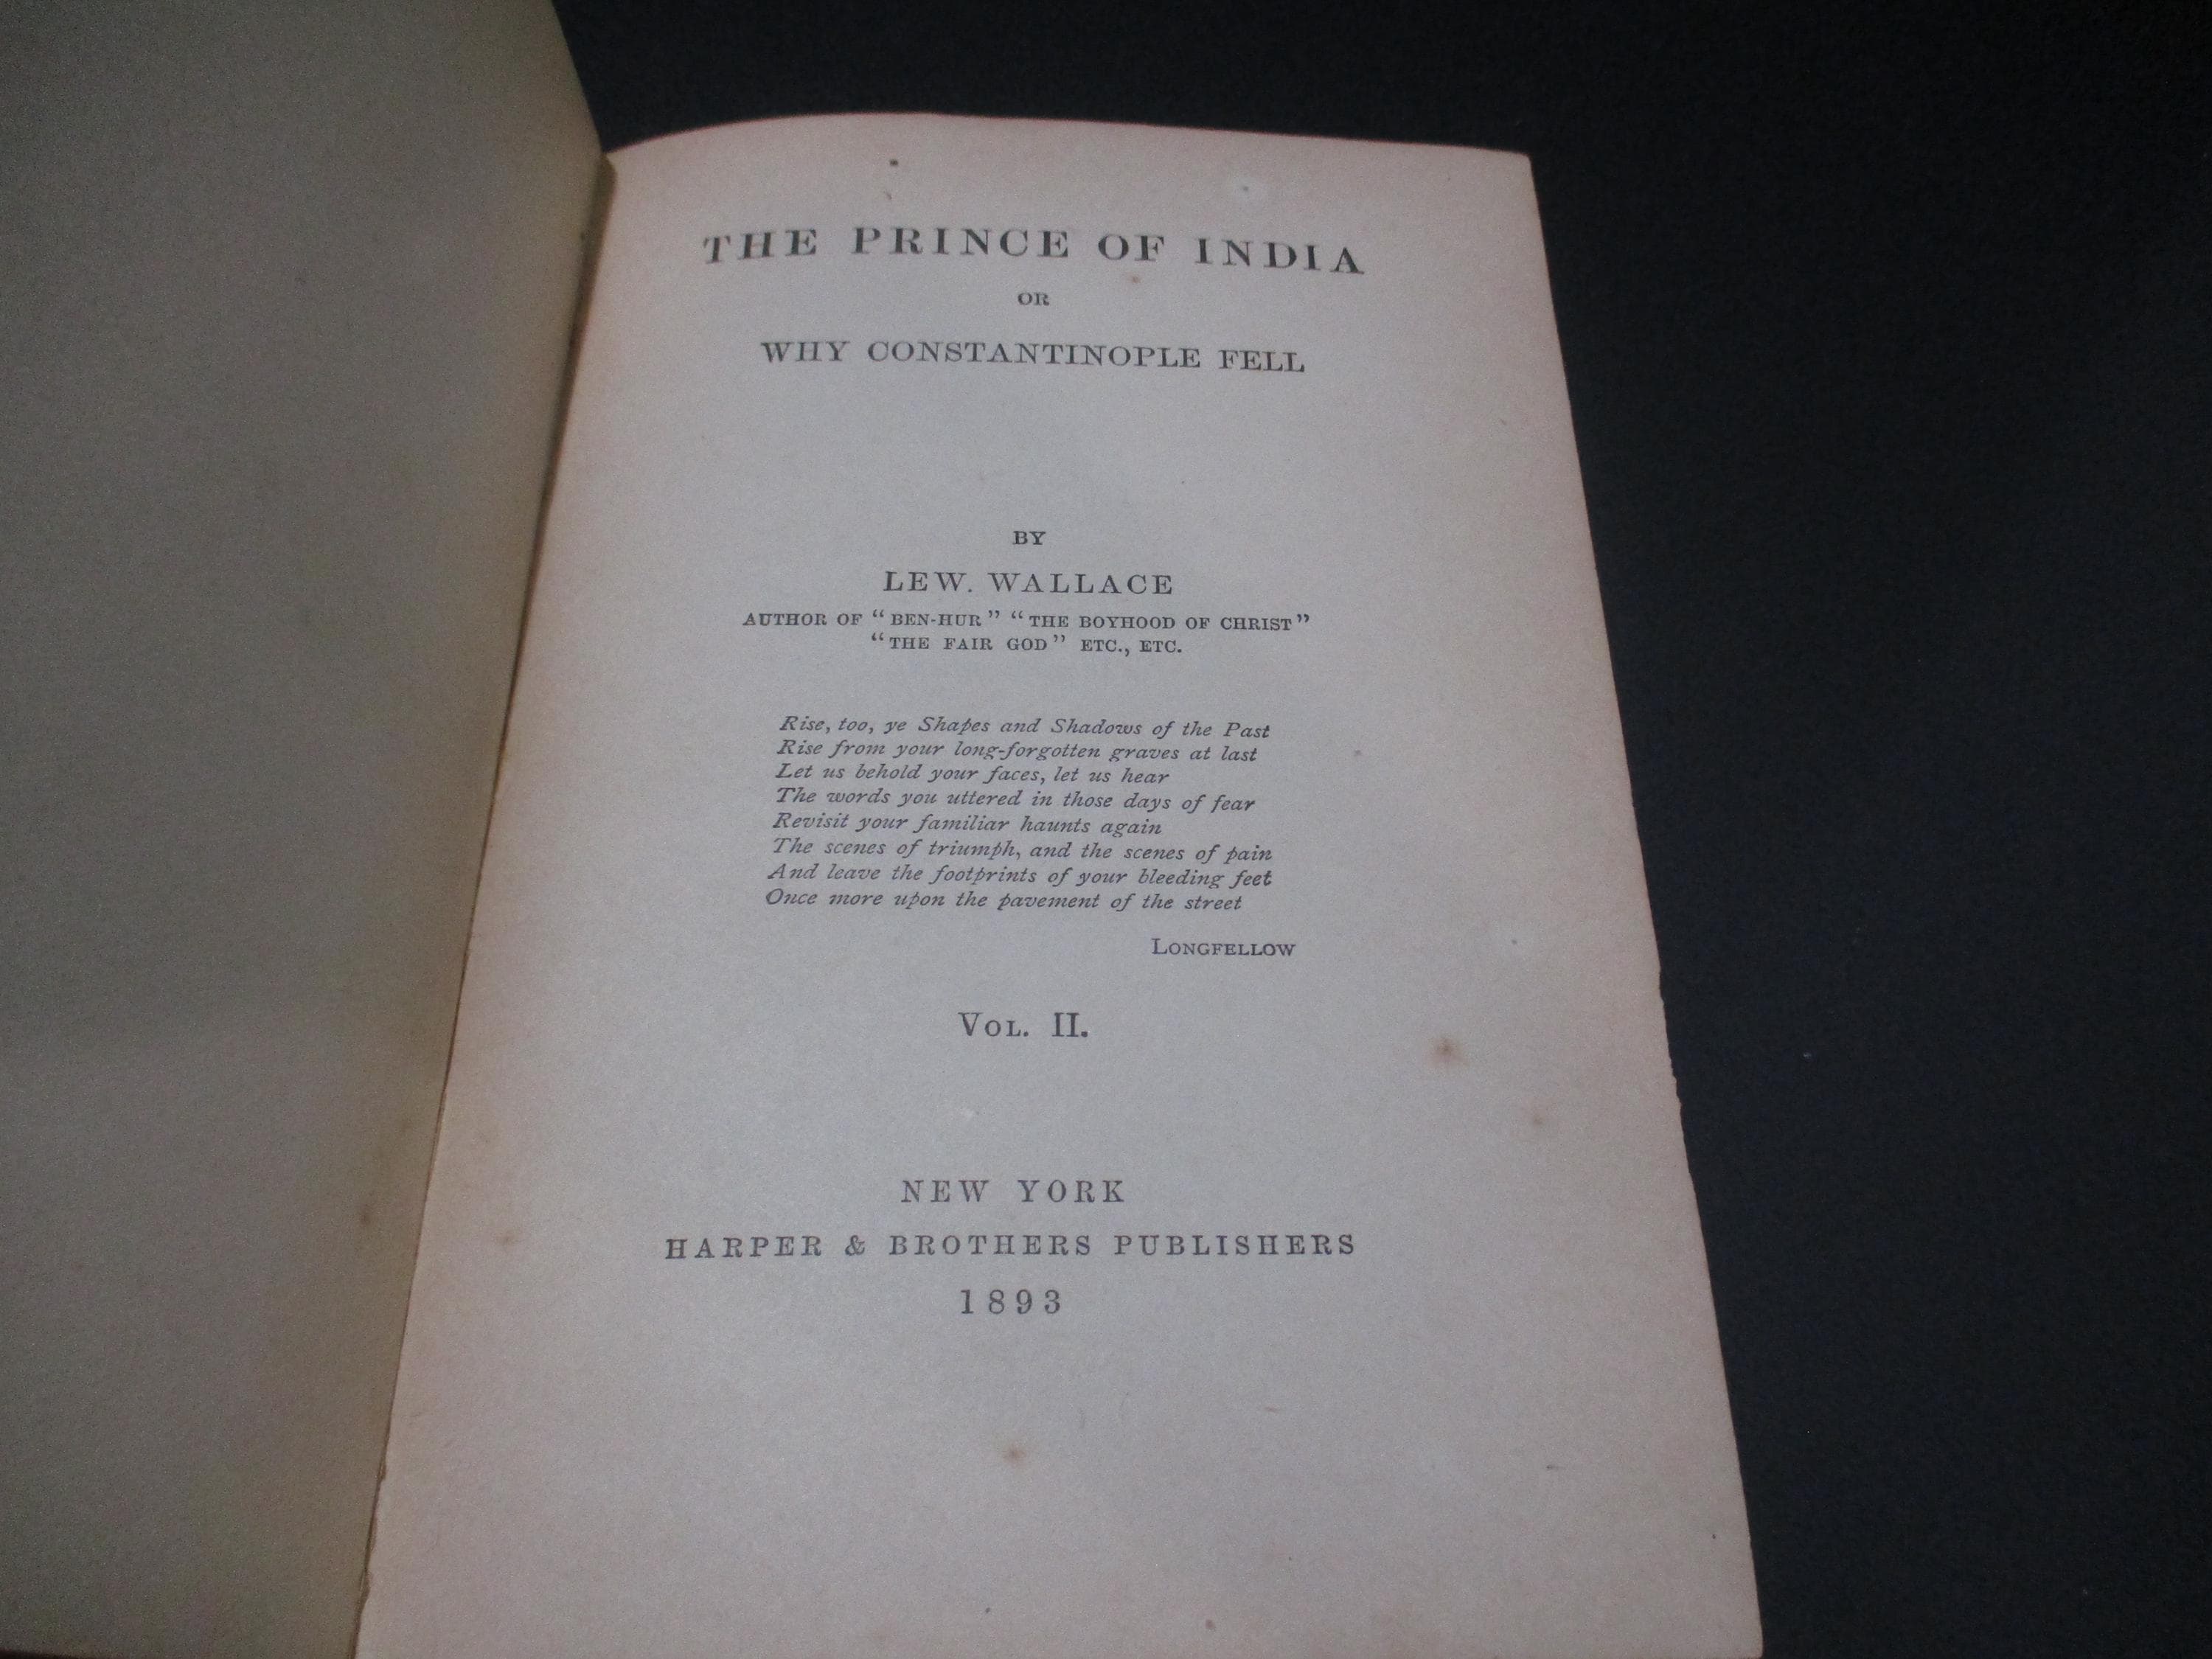 THE PRINCE OF INDIA
OR
WHY CONSTANTINOPLE FELL
BY
LEW. WALLACE
AUTHOR OF "BEN-HUR" "THE BOYHOOD OF CHRIST"
"THE FAIR GOD" ETC., ETC.
Rise, too, ye Shapes and Shadows of the Past
Rise from your long-forgotten graves at last
Let us behold your faces, let us hear
The words you uttered in those days of fear
Revisit your familiar haunts again
The scenes of triumph, and the scenes of pain
And leave the footprints of your bleeding feet
Once more upon the pavement of the street
LONGFELLOW
VOL. II.
NEW YORK
HARPER & BROTHERS PUBLISHERS
1893